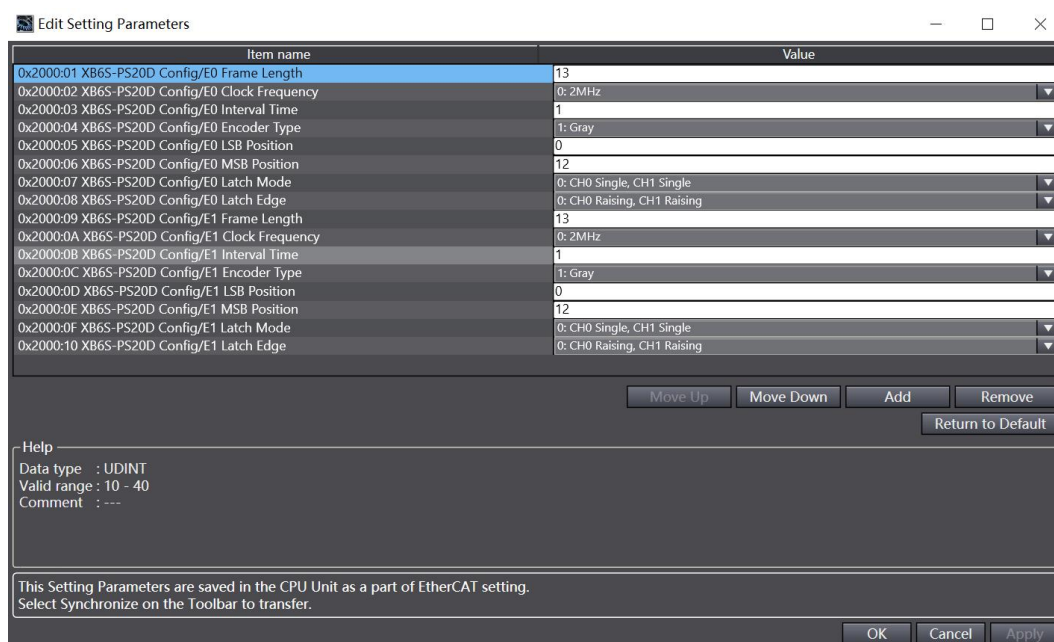 Edit Setting Parameters
Item name Value
0x2000:01 XB6S-PS20D Config/E0 Frame Length 13
0x2000:02 XB6S-PS20D Config/E0 Clock Frequency 0: 2MHz
0x2000:03 XB6S-PS20D Config/E0 Interval Time 1
0x2000:04 XB6S-PS20D Config/E0 Encoder Type 1: Gray
0x2000:05 XB6S-PS20D Config/E0 LSB Position 0
0x2000:06 XB6S-PS20D Config/E0 MSB Position 12
0x2000:07 XB6S-PS20D Config/E0 Latch Mode 0: CH0 Single, CH1 Single
0x2000:08 XB6S-PS20D Config/E0 Latch Edge 0: CH0 Raising, CH1 Raising
0x2000:09 XB6S-PS20D Config/E1 Frame Length 13
0x2000:0A XB6S-PS20D Config/E1 Clock Frequency 0: 2MHz
0x2000:0B XB6S-PS20D Config/E1 Interval Time 1
0x2000:0C XB6S-PS20D Config/E1 Encoder Type 1: Gray
0x2000:0D XB6S-PS20D Config/E1 LSB Position 0
0x2000:0E XB6S-PS20D Config/E1 MSB Position 12
0x2000:0F XB6S-PS20D Config/E1 Latch Mode 0: CH0 Single, CH1 Single
0x2000:10 XB6S-PS20D Config/E1 Latch Edge 0: CH0 Raising, CH1 Raising
Move Up Move Down Add Remove
Return to Default
Help
Data type : UDINT
Valid range : 10 - 40
Comment : ---
This Setting Parameters are saved in the CPU Unit as a part of EtherCAT setting.
Select Synchronize on the Toolbar to transfer.
OK Cancel Apply